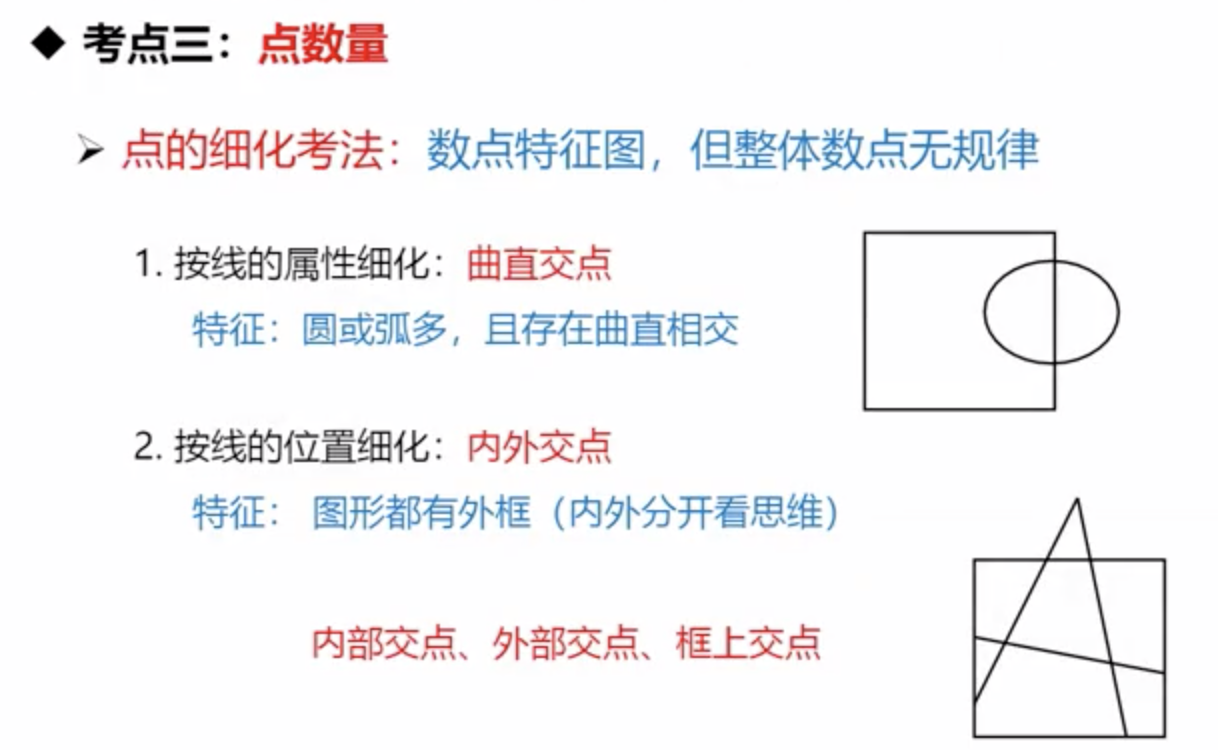 ◆ 考点三：点数量
➢ 点的细化考法：数点特征图，但整体数点无规律
1. 按线的属性细化：曲直交点
特征：圆或弧多，且存在曲直相交
2. 按线的位置细化：内外交点
特征： 图形都有外框（内外分开看思维）
内部交点、外部交点、框上交点